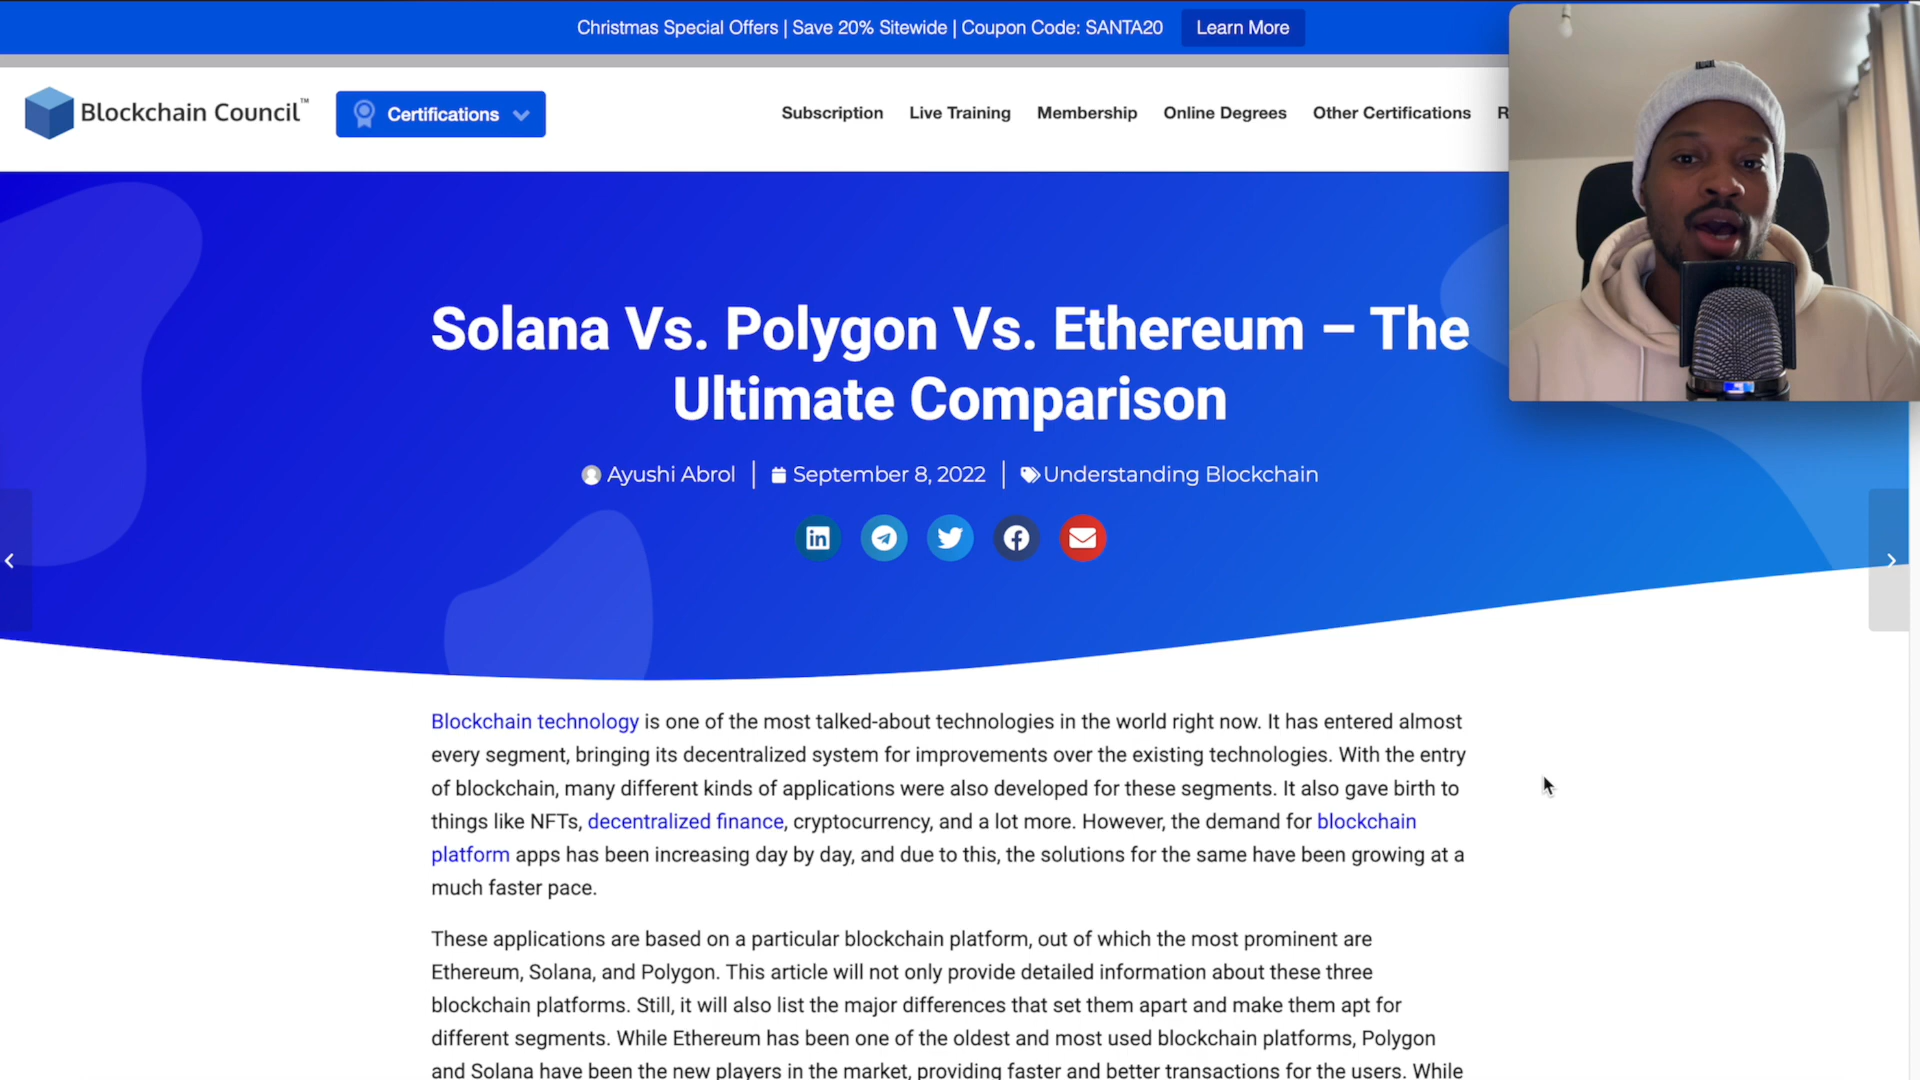 Christmas Special Offers | Save 20% Sitewide | Coupon Code: SANTA20 Learn More
Blockchain Council™ Certifications Subscription Live Training Membership Online Degrees Other Certifications R
Solana Vs. Polygon Vs. Ethereum – The
Ultimate Comparison
Ayushi Abrol | September 8, 2022 | Understanding Blockchain
Blockchain technology is one of the most talked-about technologies in the world right now. It has entered almost
every segment, bringing its decentralized system for improvements over the existing technologies. With the entry
of blockchain, many different kinds of applications were also developed for these segments. It also gave birth to
things like NFTs, decentralized finance, cryptocurrency, and a lot more. However, the demand for blockchain
platform apps has been increasing day by day, and due to this, the solutions for the same have been growing at a
much faster pace.
These applications are based on a particular blockchain platform, out of which the most prominent are
Ethereum, Solana, and Polygon. This article will not only provide detailed information about these three
blockchain platforms. Still, it will also list the major differences that set them apart and make them apt for
different segments. While Ethereum has been one of the oldest and most used blockchain platforms, Polygon
and Solana have been the new players in the market, providing faster and better transactions for the users. While